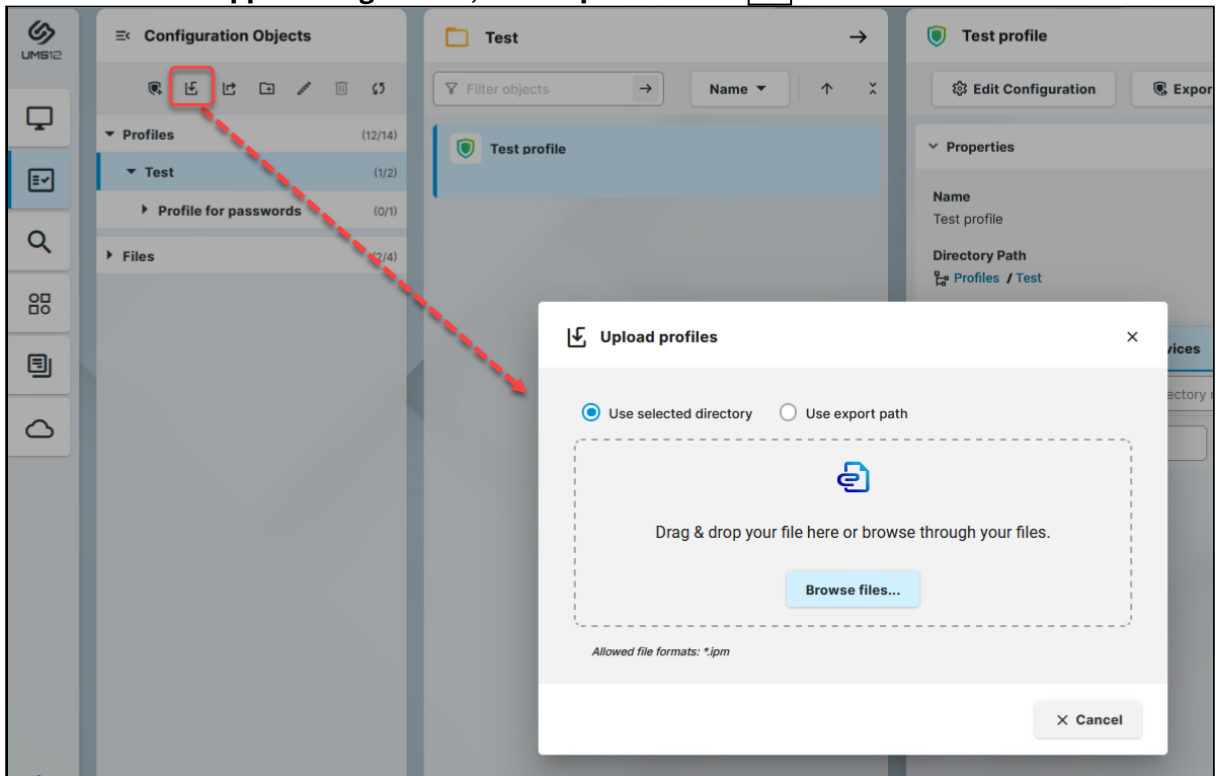 UMS12
Configuration Objects
Profiles (12/14)
Test (1/2)
Profile for passwords (0/1)
Files (2/4)
Test
Filter objects
Name
Test profile
Test profile
Edit Configuration
Expor
Properties
Name
Test profile
Directory Path
Profiles / Test
vices
ectory
Upload profiles
Use selected directory
Use export path
Drag & drop your file here or browse through your files.
Browse files...
Allowed file formats: *.ipm
Cancel